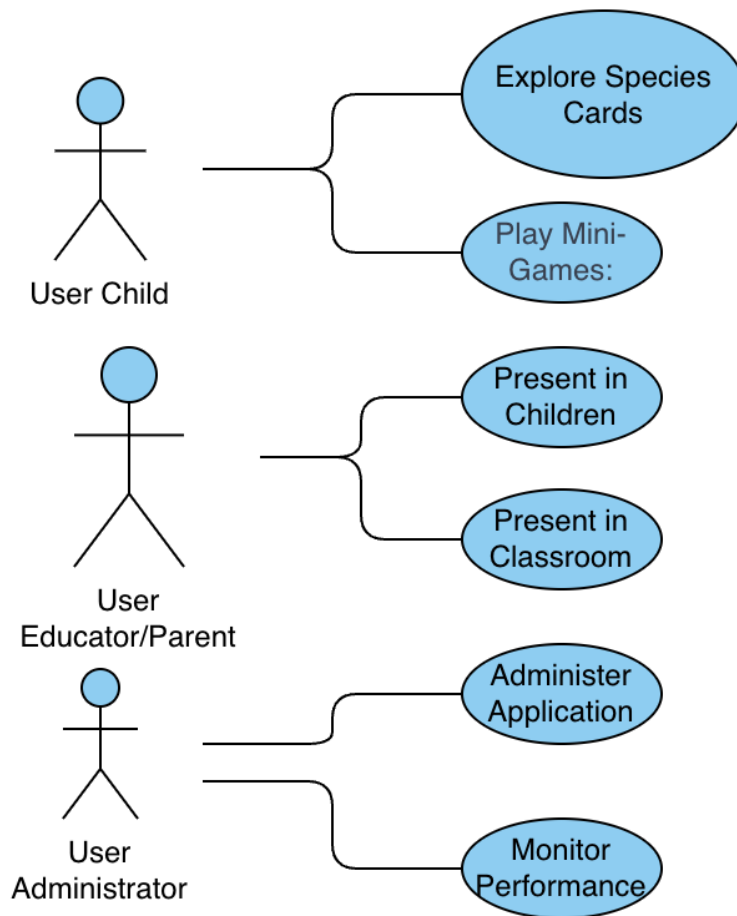 Explore Species
Cards
Play Mini-
Games:
User Child
Present in
Children
Present in
Classroom
User
Educator/Parent
Administer
Application
User
Administrator
Monitor
Performance